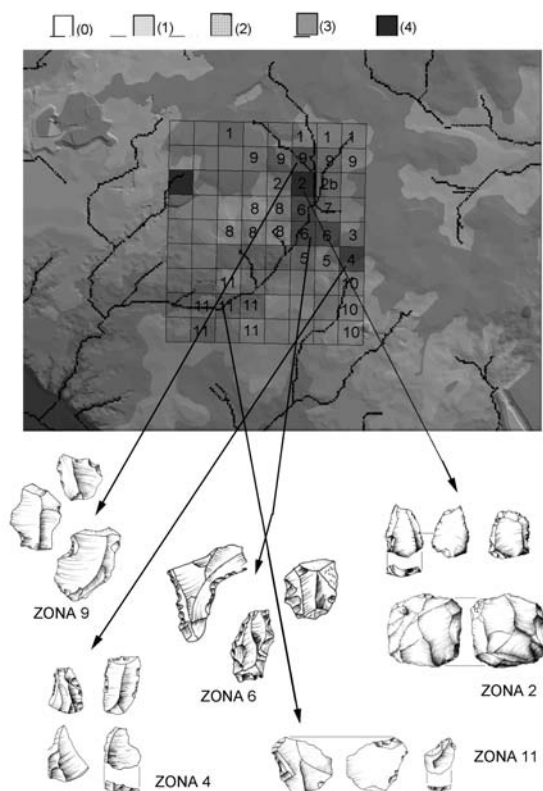 (0) (1) (2) (3) (4)
1 1 1 1
9 9 9 9 9
2 2 2b
8 8 6 7
8 8 8 6 6 3
5 5 4
11 10
11 11 11 10
11 11 10
ZONA 9
ZONA 6
ZONA 2
ZONA 4
ZONA 11